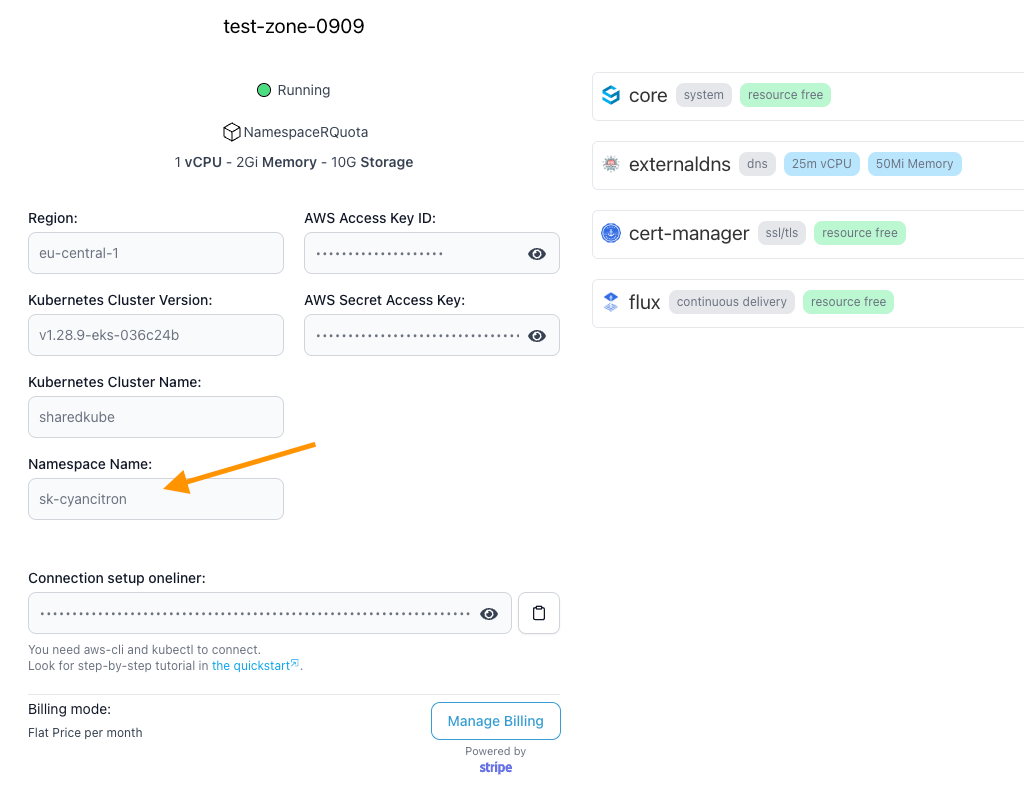 test-zone-0909
Running
NamespaceRQuota
1 vCPU - 2Gi Memory - 10G Storage
Region:
eu-central-1
AWS Access Key ID:
Kubernetes Cluster Version:
v1.28.9-eks-036c24b
AWS Secret Access Key:
Kubernetes Cluster Name:
sharedkube
Namespace Name:
sk-cyancitron
Connection setup oneliner:
You need aws-cli and kubectl to connect.
Look for step-by-step tutorial in the quickstart.
Billing mode:
Flat Price per month
Manage Billing
Powered by
stripe
core system resource free
externaldns dns 25m vCPU 50Mi Memory
cert-manager ssl/tls resource free
flux continuous delivery resource free